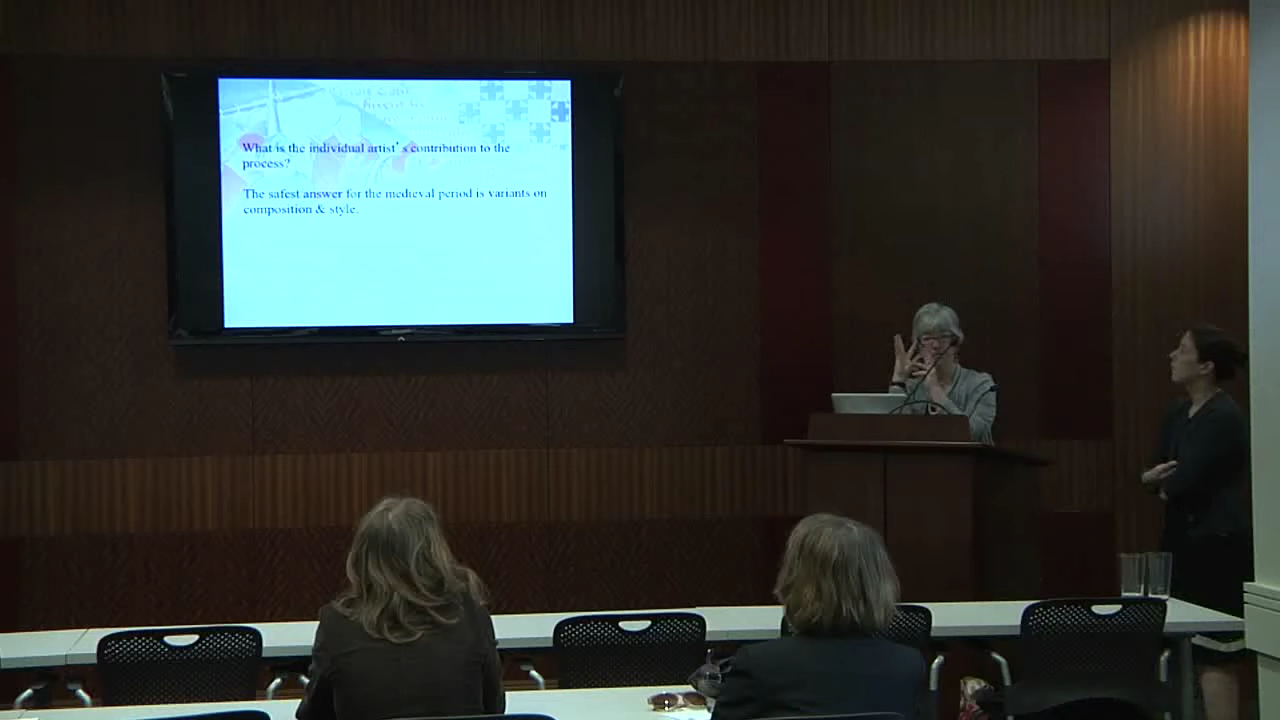 What is the individual artist's contribution to the
process?
The safest answer for the medieval period is variants on
composition & style.